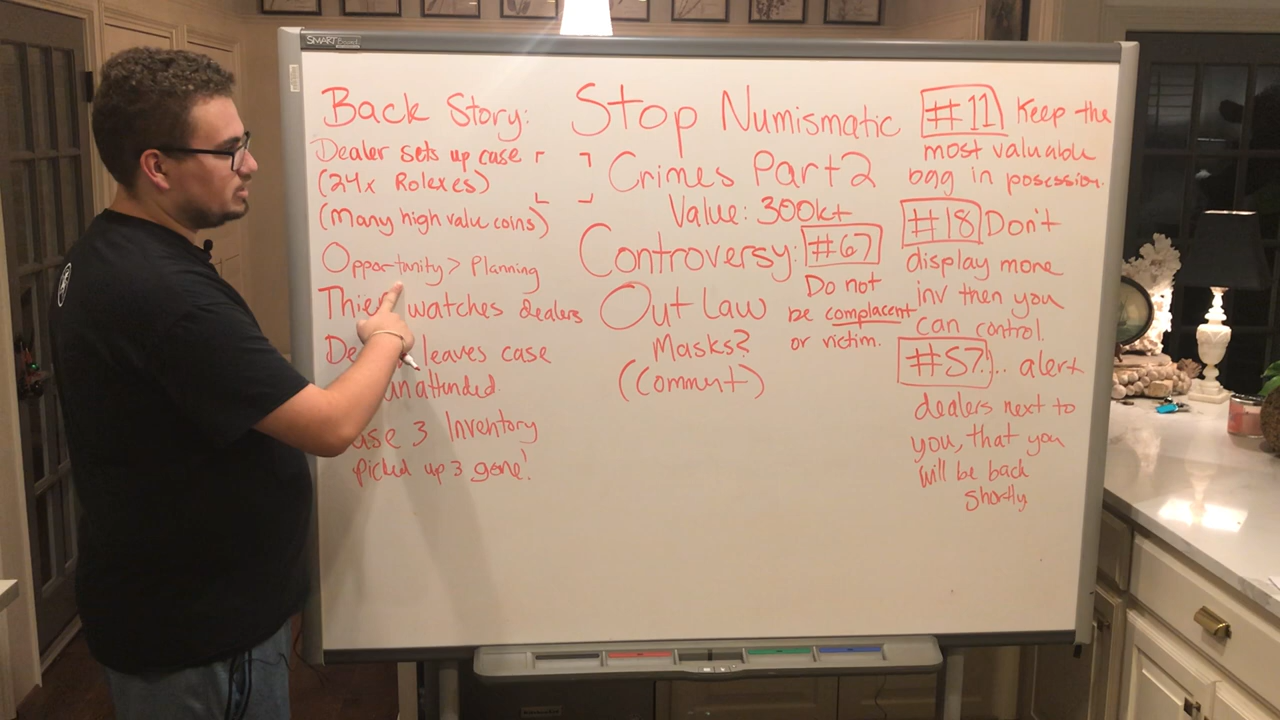 SMART Board
Back Story:
Dealer sets up case
(24x Rolexes)
(many high value coins)
Opportunity > Planning
Thief watches dealers
leaves case
unattended.
3 Inventory
picked up 3 gone!
Stop Numismatic
Crimes Part 2
Value: 300k+
Controversy:
Out Law
Masks?
(Comment)
#67
Do not
be complacent
or victim.
#11 Keep the
most valuable
bag in posession.
#18 Don't
display more
inv then you
can control.
#57... alert
dealers next to
you, that you
will be back
shortly